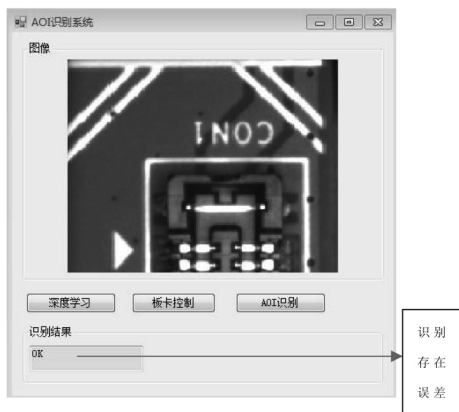 AOI识别系统
图像
CON1
深度学习
板卡控制
AOI识别
识别结果
OK
识别
存在
误差